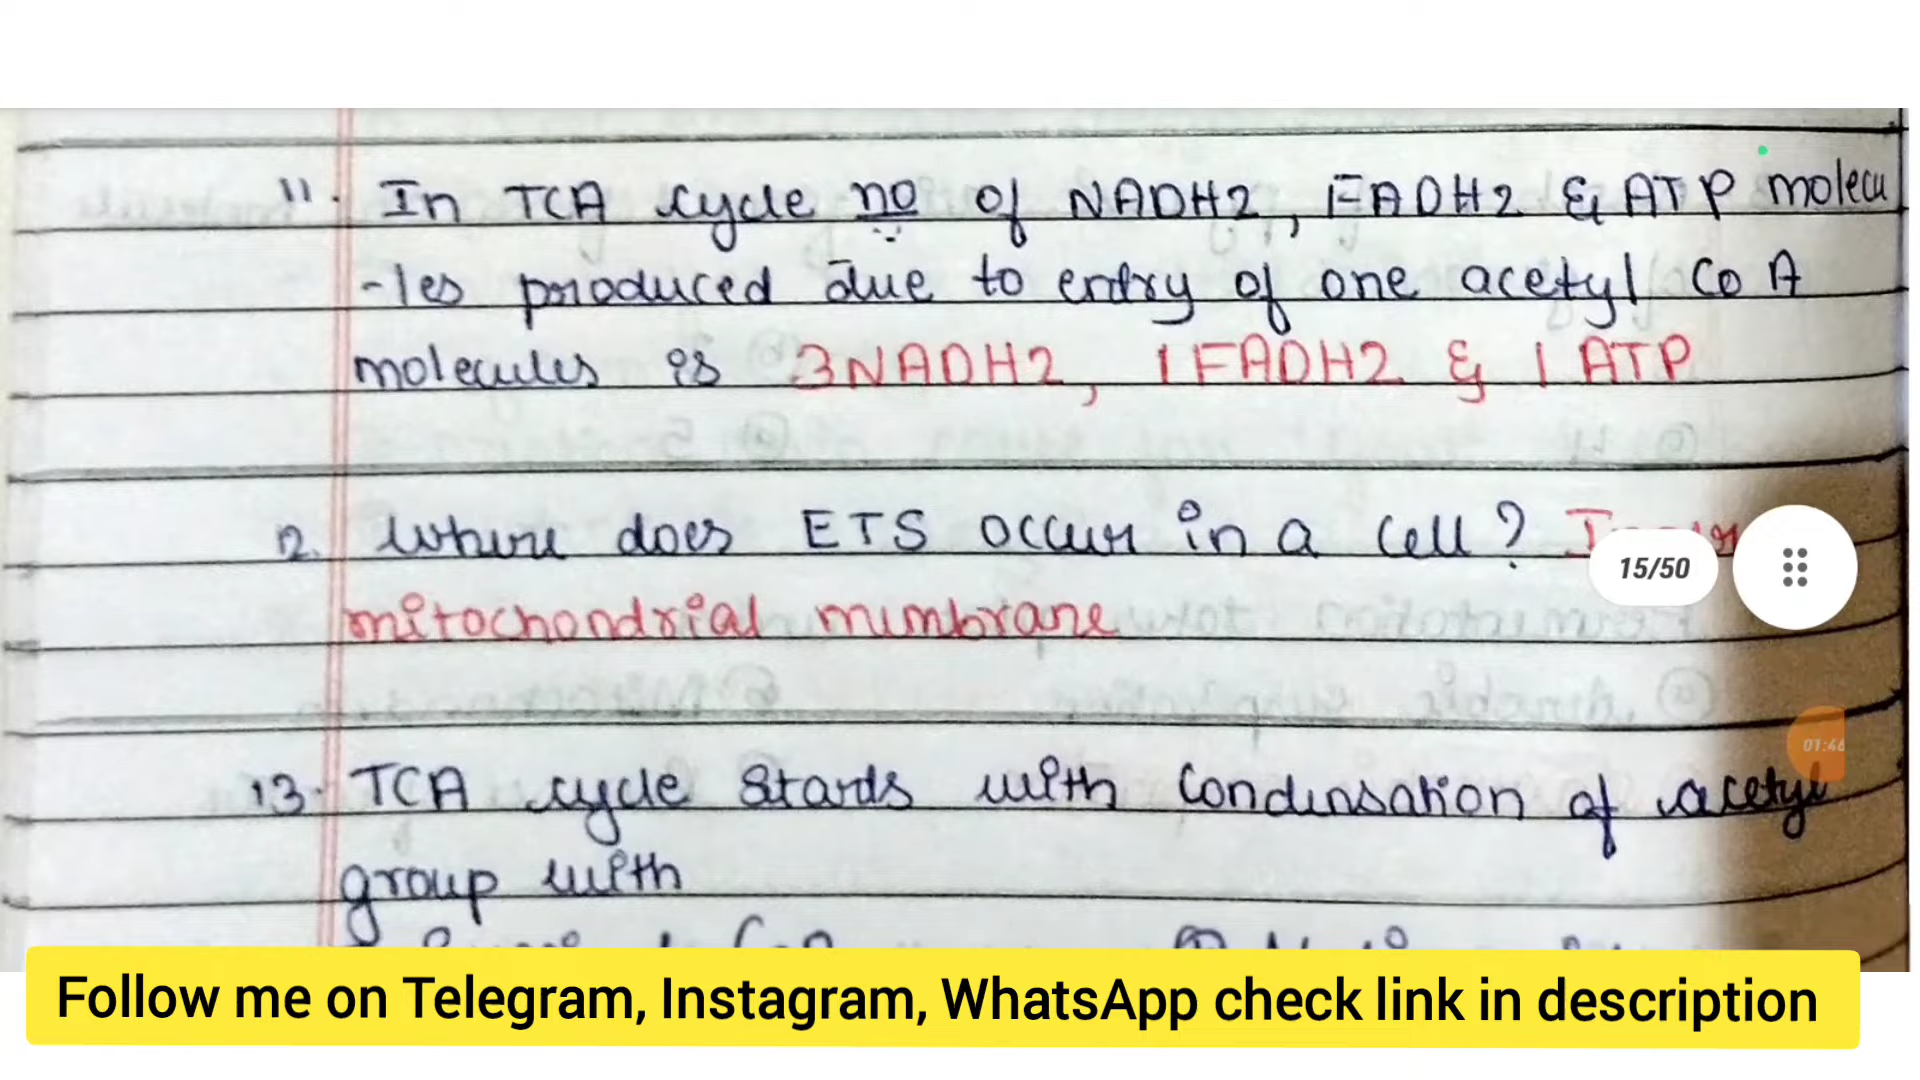 11. In TCA cycle no of NADH2, FADH2 & ATP molecu
-les produced due to entry of one acetyl Co A
molecules is 3NADH2, 1FADH2 & 1 ATP
12. Where does ETS occur in a cell?
15/50
mitochondrial membrane
01:46
13. TCA cycle starts with condensation of acetyl
group with
Follow me on Telegram, Instagram, WhatsApp check link in description